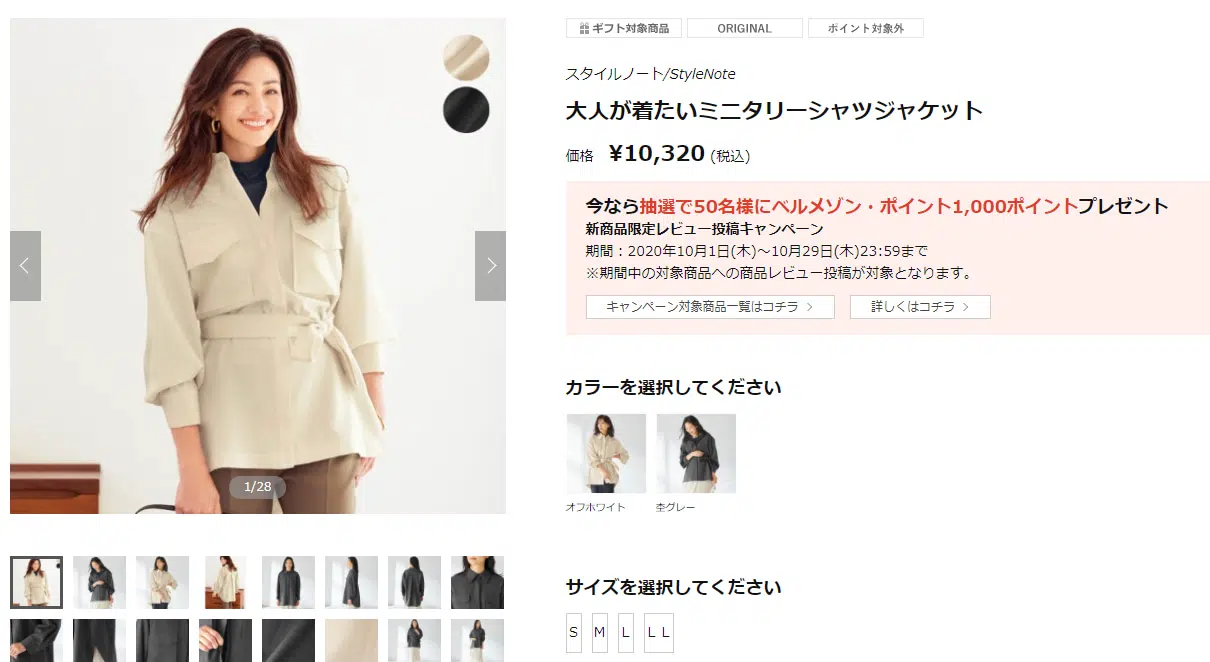 ギフト対象商品
ORIGINAL
ポイント対象外
スタイルノート/StyleNote
大人が着たいミニタリーシャツジャケット
価格 ¥10,320 (税込)
今なら抽選で50名様にベルメゾン・ポイント1,000ポイントプレゼント
新商品限定レビュー投稿キャンペーン
期間：2020年10月1日(木)～10月29日(木)23:59まで
※期間中の対象商品への商品レビュー投稿が対象となります。
キャンペーン対象商品一覧はコチラ
詳しくはコチラ
カラーを選択してください
オフホワイト
杢グレー
サイズを選択してください
S
M
L
LL
1/28